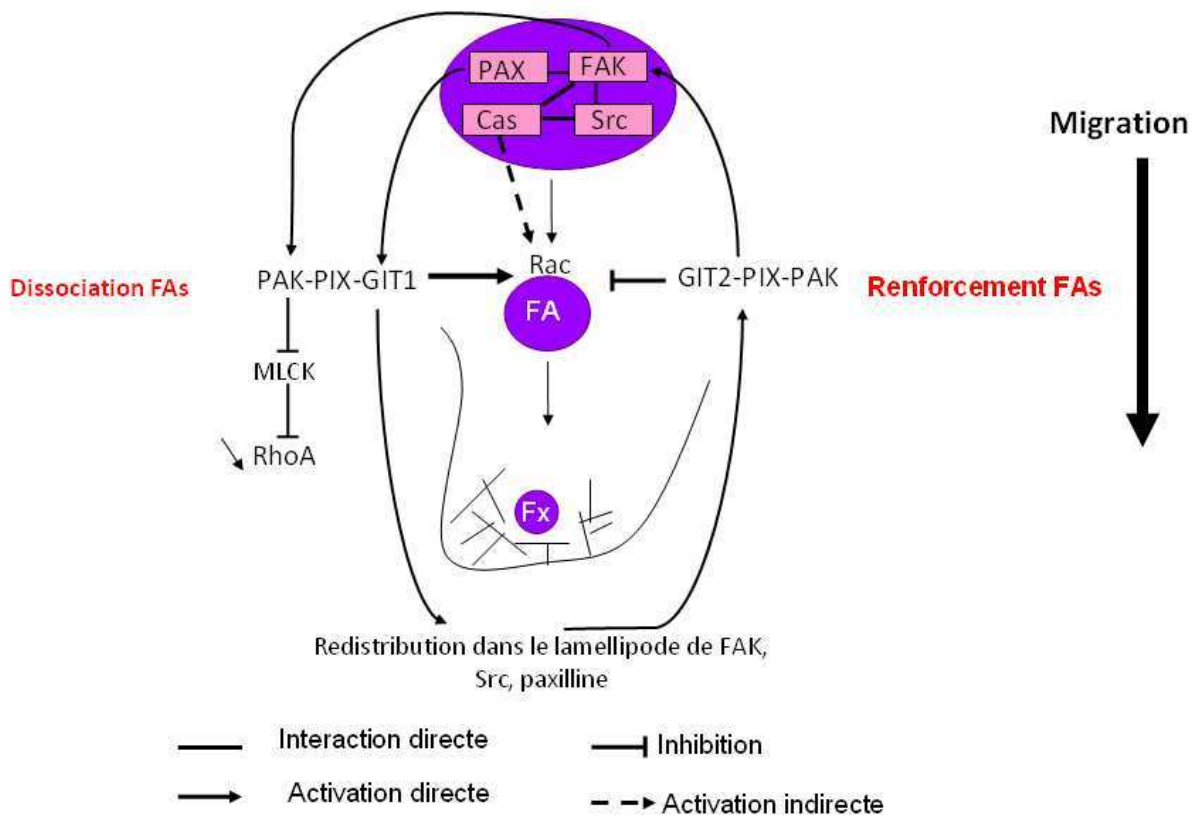 PAX
FAK
Cas
Src
Migration
Dissociation FAs
PAK-PIX-GIT1
Rac
GIT2-PIX-PAK
Renforcement FAs
FA
MLCK
RhoA
Fx
Redistribution dans le lamellipode de FAK,
Src, paxilline
Interaction directe
Inhibition
Activation directe
Activation indirecte